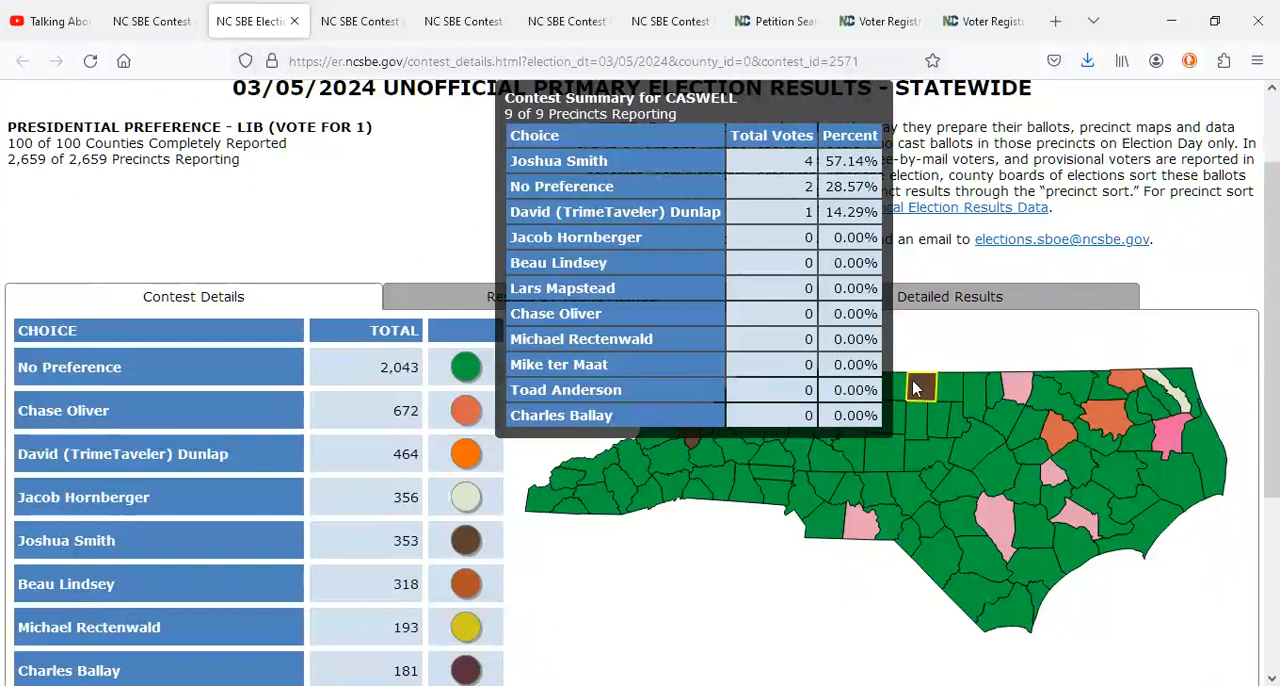 Talking Abo
NC SBE Contest
NC SBE Electi
NC SBE Contest
NC SBE Contest
NC SBE Contest
NC SBE Contest
Petition Sea
Voter Registr
Voter Registr
https://er.ncsbe.gov/contest_details.html?election_dt=03/05/2024&county_id=0&contest_id=2571
03/05/2024 UNOFFICIAL PRIMARY ELECTION RESULTS - STATEWIDE
PRESIDENTIAL PREFERENCE - LIB (VOTE FOR 1)
100 of 100 Counties Completely Reported
2,659 of 2,659 Precincts Reporting
Contest Summary for CASWELL
9 of 9 Precincts Reporting
Choice Total Votes Percent
Joshua Smith 4 57.14%
No Preference 2 28.57%
David (TrimeTaveler) Dunlap 1 14.29%
Jacob Hornberger 0 0.00%
Beau Lindsey 0 0.00%
Lars Mapstead 0 0.00%
Chase Oliver 0 0.00%
Michael Rectenwald 0 0.00%
Mike ter Maat 0 0.00%
Toad Anderson 0 0.00%
Charles Ballay 0 0.00%
ay they prepare their ballots, precinct maps and data
ho cast ballots in those precincts on Election Day only. In
e-by-mail voters, and provisional voters are reported in
election, county boards of elections sort these ballots
nct results through the “precinct sort.” For precinct sort
cal Election Results Data.
d an email to elections.sboe@ncsbe.gov.
Contest Details
Detailed Results
CHOICE TOTAL
No Preference 2,043
Chase Oliver 672
David (TrimeTaveler) Dunlap 464
Jacob Hornberger 356
Joshua Smith 353
Beau Lindsey 318
Michael Rectenwald 193
Charles Ballay 181